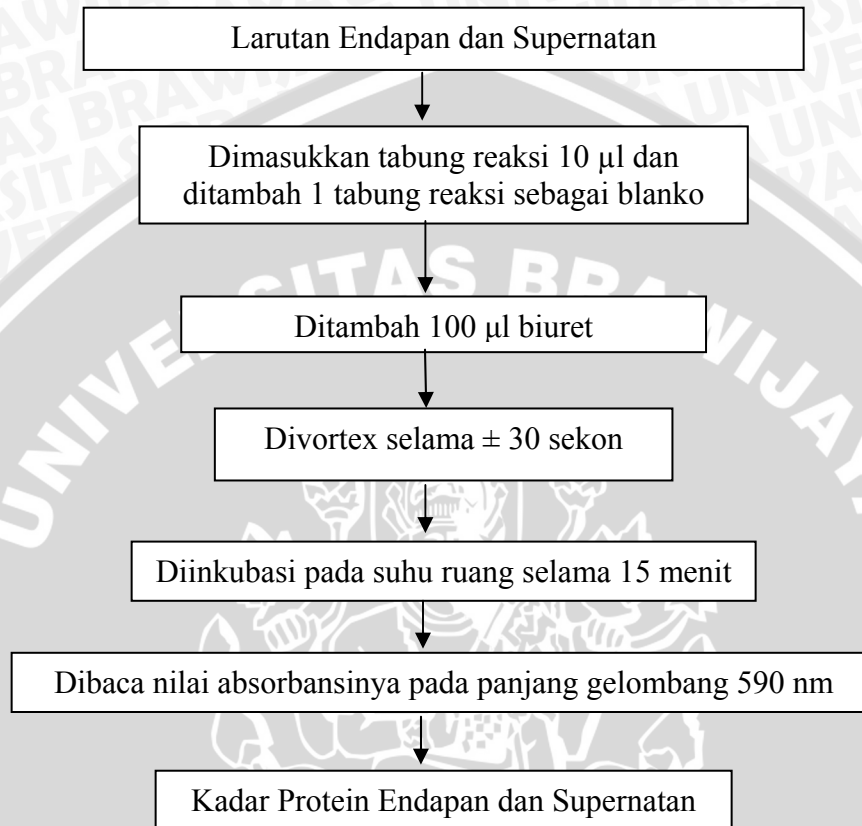 Larutan Endapan dan Supernatan
Dimasukkan tabung reaksi 10 µl dan
ditambah 1 tabung reaksi sebagai blanko
Ditambah 100 µl biuret
Divortex selama ± 30 sekon
Diinkubasi pada suhu ruang selama 15 menit
Dibaca nilai absorbansinya pada panjang gelombang 590 nm
Kadar Protein Endapan dan Supernatan